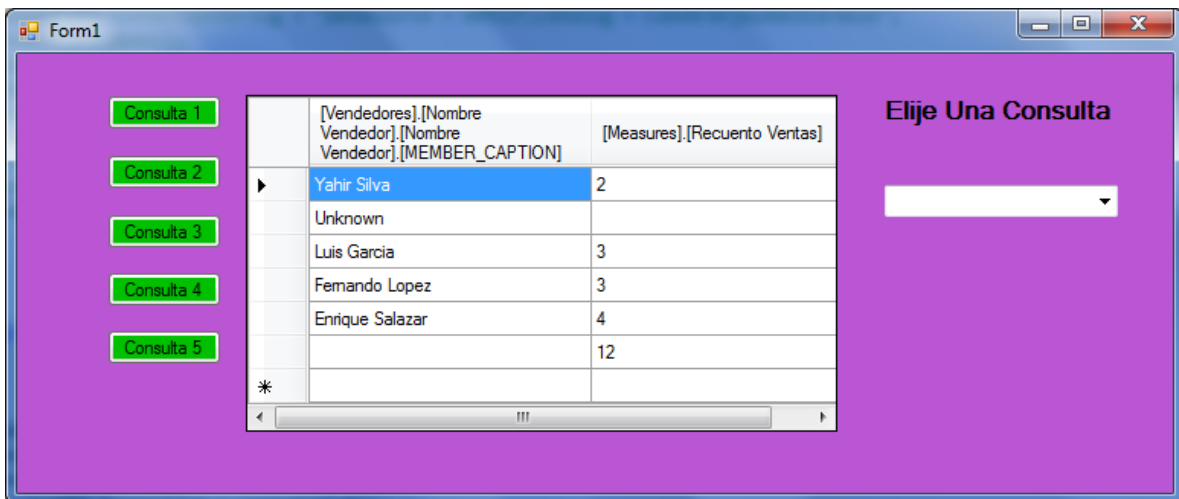 Form1
Consulta 1
Consulta 2
Consulta 3
Consulta 4
Consulta 5
[Vendedores].[Nombre
Vendedor].[Nombre
Vendedor].[MEMBER_CAPTION]
[Measures].[Recuento Ventas]
Yahir Silva 2
Unknown
Luis Garcia 3
Fernando Lopez 3
Enrique Salazar 4
12
Elije Una Consulta